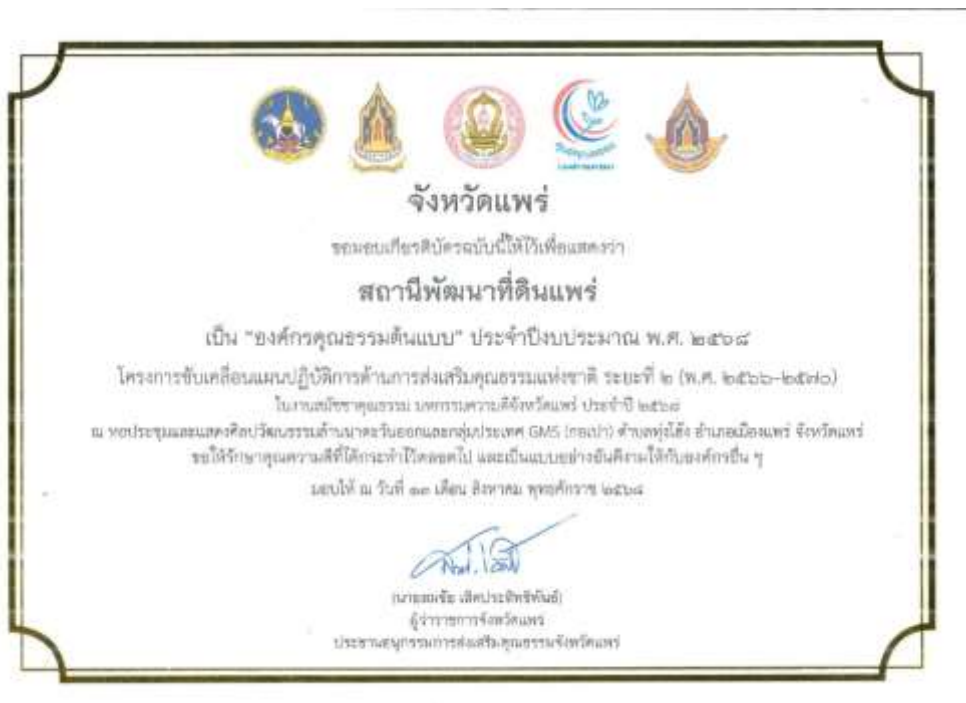 จังหวัดแพร่
ขอมอบเกียรติบัตรฉบับนี้ให้ไว้เพื่อแสดงว่า
สถานีพัฒนาที่ดินแพร่
เป็น "องค์กรคุณธรรมต้นแบบ" ประจำปีงบประมาณ พ.ศ. ๒๕๖๘
โครงการขับเคลื่อนแผนปฏิบัติการด้านการส่งเสริมคุณธรรมแห่งชาติ ระยะที่ ๒ (พ.ศ. ๒๕๖๖-๒๕๗๐)
ในงานสมัชชาคุณธรรม มหกรรมความดีจังหวัดแพร่ ประจำปี ๒๕๖๘
ณ หอประชุมและแสดงศิลปวัฒนธรรมล้านนาตะวันออกและกลุ่มประเทศ GMS (กอเปา) ตำบลทุ่งโฮ้ง อำเภอเมืองแพร่ จังหวัดแพร่
ขอให้รักษาคุณความดีที่ได้กระทำไว้ตลอดไป และเป็นแบบอย่างอันดีงามให้กับองค์กรอื่น ๆ
มอบให้ ณ วันที่ ๑๓ เดือน สิงหาคม พุทธศักราช ๒๕๖๘
(นายสมชัย เลิศประสิทธิพันธ์)
ผู้ว่าราชการจังหวัดแพร่
ประธานอนุกรรมการส่งเสริมคุณธรรมจังหวัดแพร่